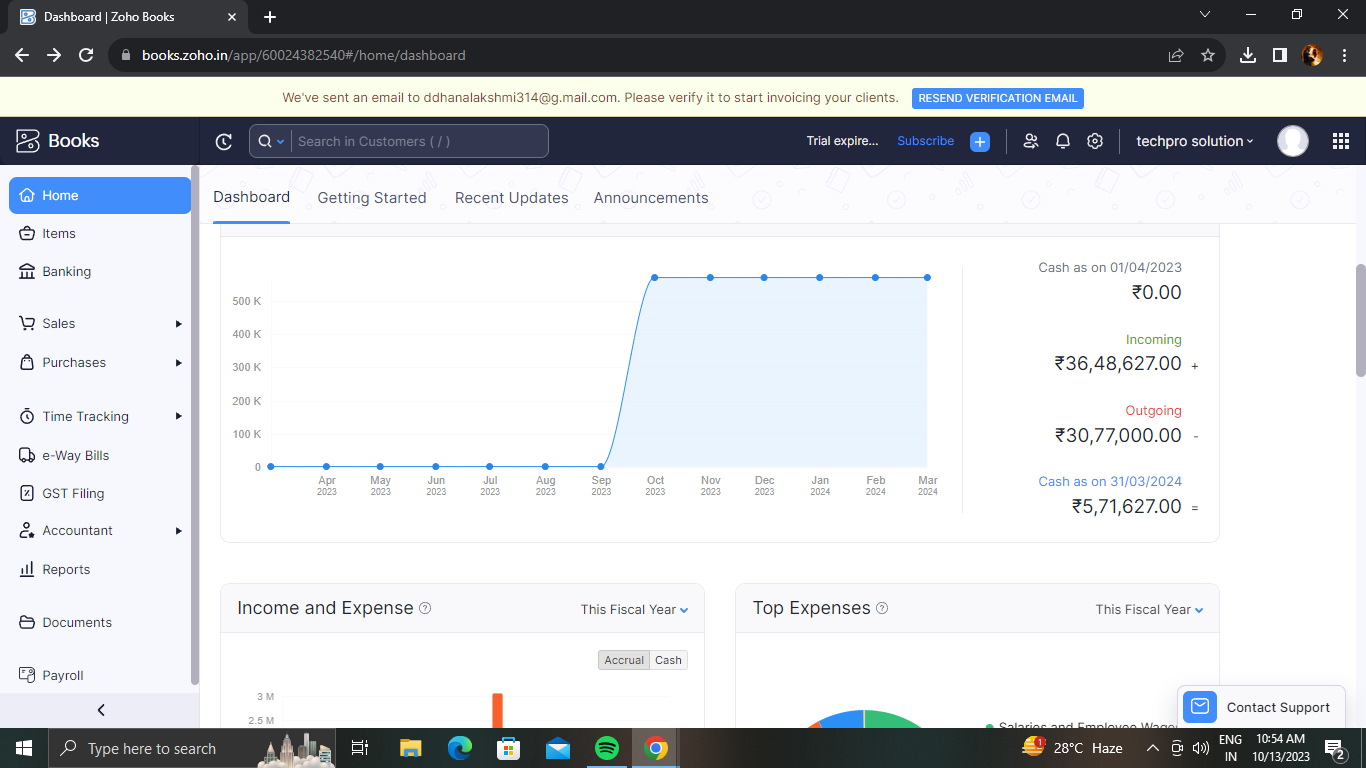 Dashboard | Zoho Books
books.zoho.in/app/60024382540#/home/dashboard
We've sent an email to ddhanalakshmi314@g.mail.com. Please verify it to start invoicing your clients. RESEND VERIFICATION EMAIL
Books
Search in Customers ( / )
Trial expire... Subscribe
techpro solution
Home
Items
Banking
Sales
Purchases
Time Tracking
e-Way Bills
GST Filing
Accountant
Reports
Documents
Payroll
Dashboard Getting Started Recent Updates Announcements
500 K
400 K
300 K
200 K
100 K
0
Apr May Jun Jul Aug Sep Oct Nov Dec Jan Feb Mar
2023 2023 2023 2023 2023 2023 2023 2023 2023 2024 2024 2024
Cash as on 01/04/2023
₹0.00
Incoming
₹36,48,627.00 +
Outgoing
₹30,77,000.00 -
Cash as on 31/03/2024
₹5,71,627.00 =
Income and Expense This Fiscal Year
Accrual Cash
3 M
2.5 M
Top Expenses This Fiscal Year
Salaries and Employee Wage
Contact Support
Type here to search
28°C Haze
ENG
IN
10:54 AM
10/13/2023
1
2